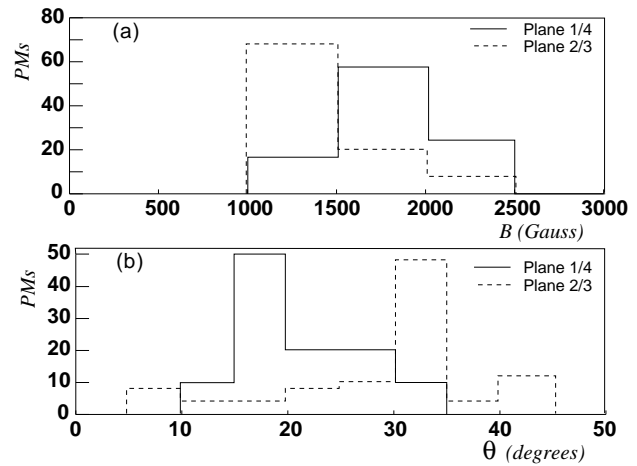 80
(a)
Plane 1/4
Plane 2/3
PMs
60
40
20
0
0 500 1000 1500 2000 2500 3000
B (Gauss)
50
(b)
Plane 1/4
Plane 2/3
PMs
40
30
20
10
0
0 10 20 30 40 50
θ (degrees)